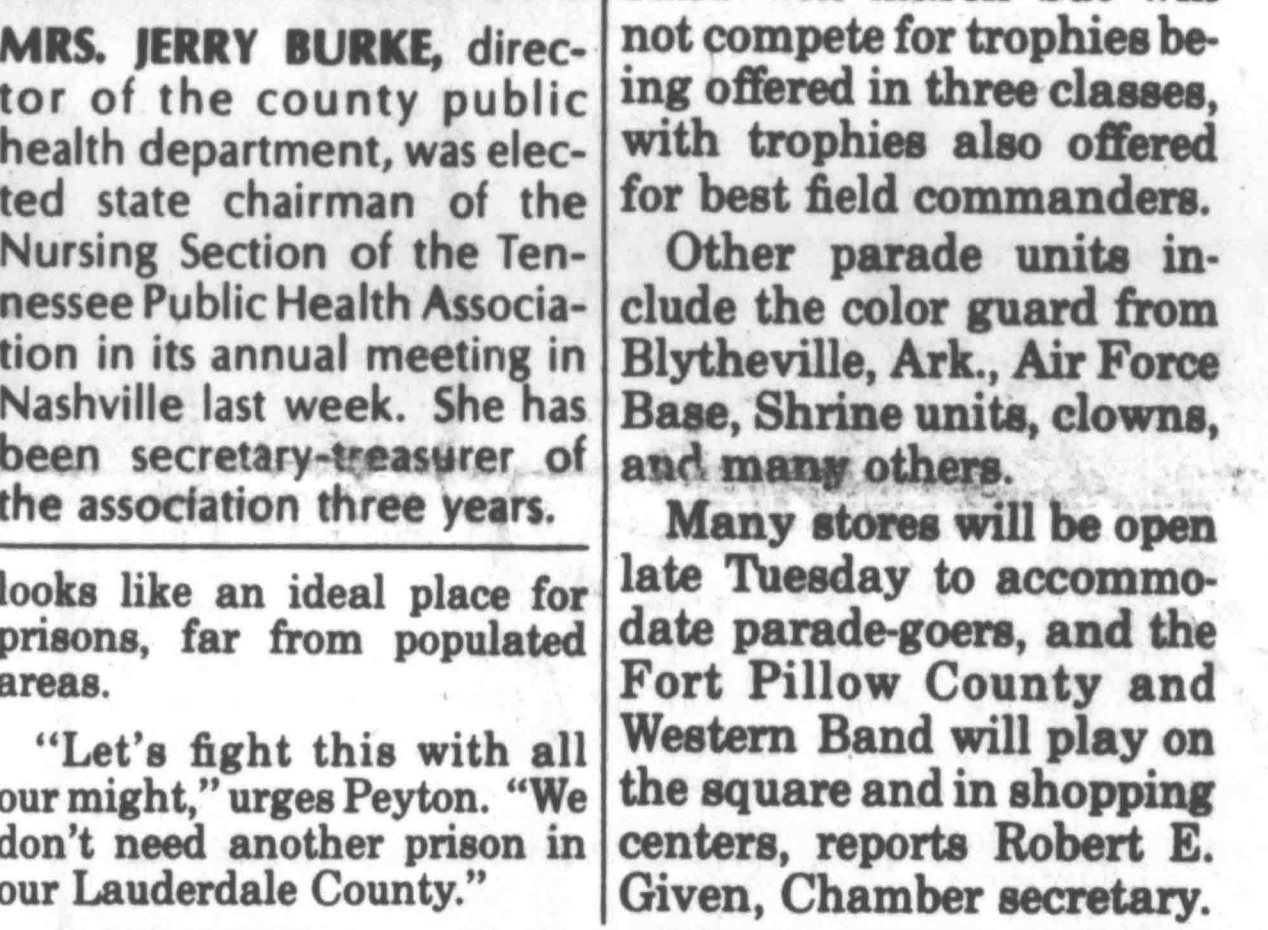 MRS. JERRY BURKE, direc-
tor of the county public
health department, was elec-
ted state chairman of the
Nursing Section of the Ten-
nessee Public Health Associa-
tion in its annual meeting in
Nashville last week. She has
been secretary-treasurer of
the association three years.
looks like an ideal place for
prisons, far from populated
areas.
"Let's fight this with all
our might," urges Peyton. "We
don't need another prison in
our Lauderdale County."
not compete for trophies be-
ing offered in three classes,
with trophies also offered
for best field commanders.
Other parade units in-
clude the color guard from
Blytheville, Ark., Air Force
Base, Shrine units, clowns,
and many others.
Many stores will be open
late Tuesday to accommo-
date parade-goers, and the
Fort Pillow County and
Western Band will play on
the square and in shopping
centers, reports Robert E.
Given, Chamber secretary.